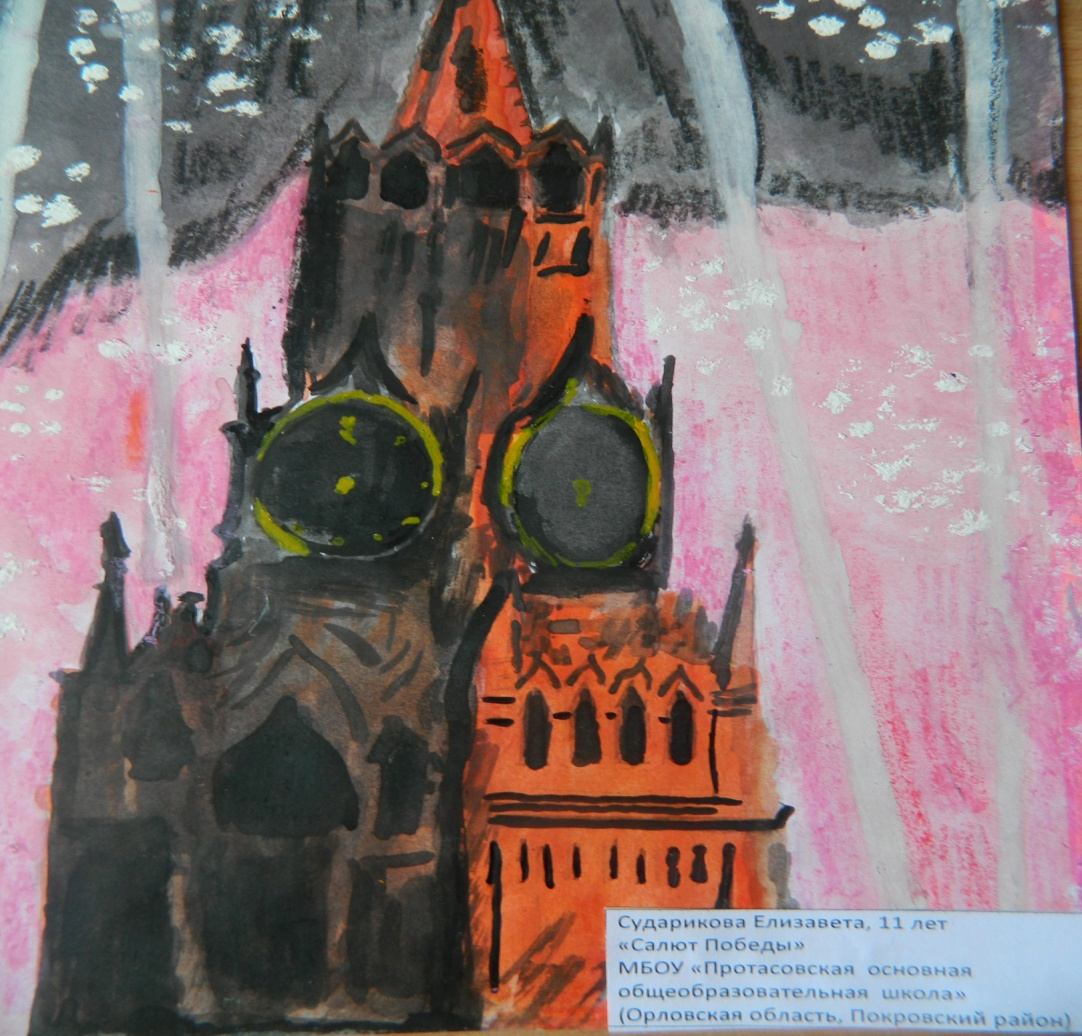 Сударикова Елизавета, 11 лет
«Салют Победы»
МБОУ «Протасовская основная
общеобразовательная школа»
(Орловская область, Покровский район)